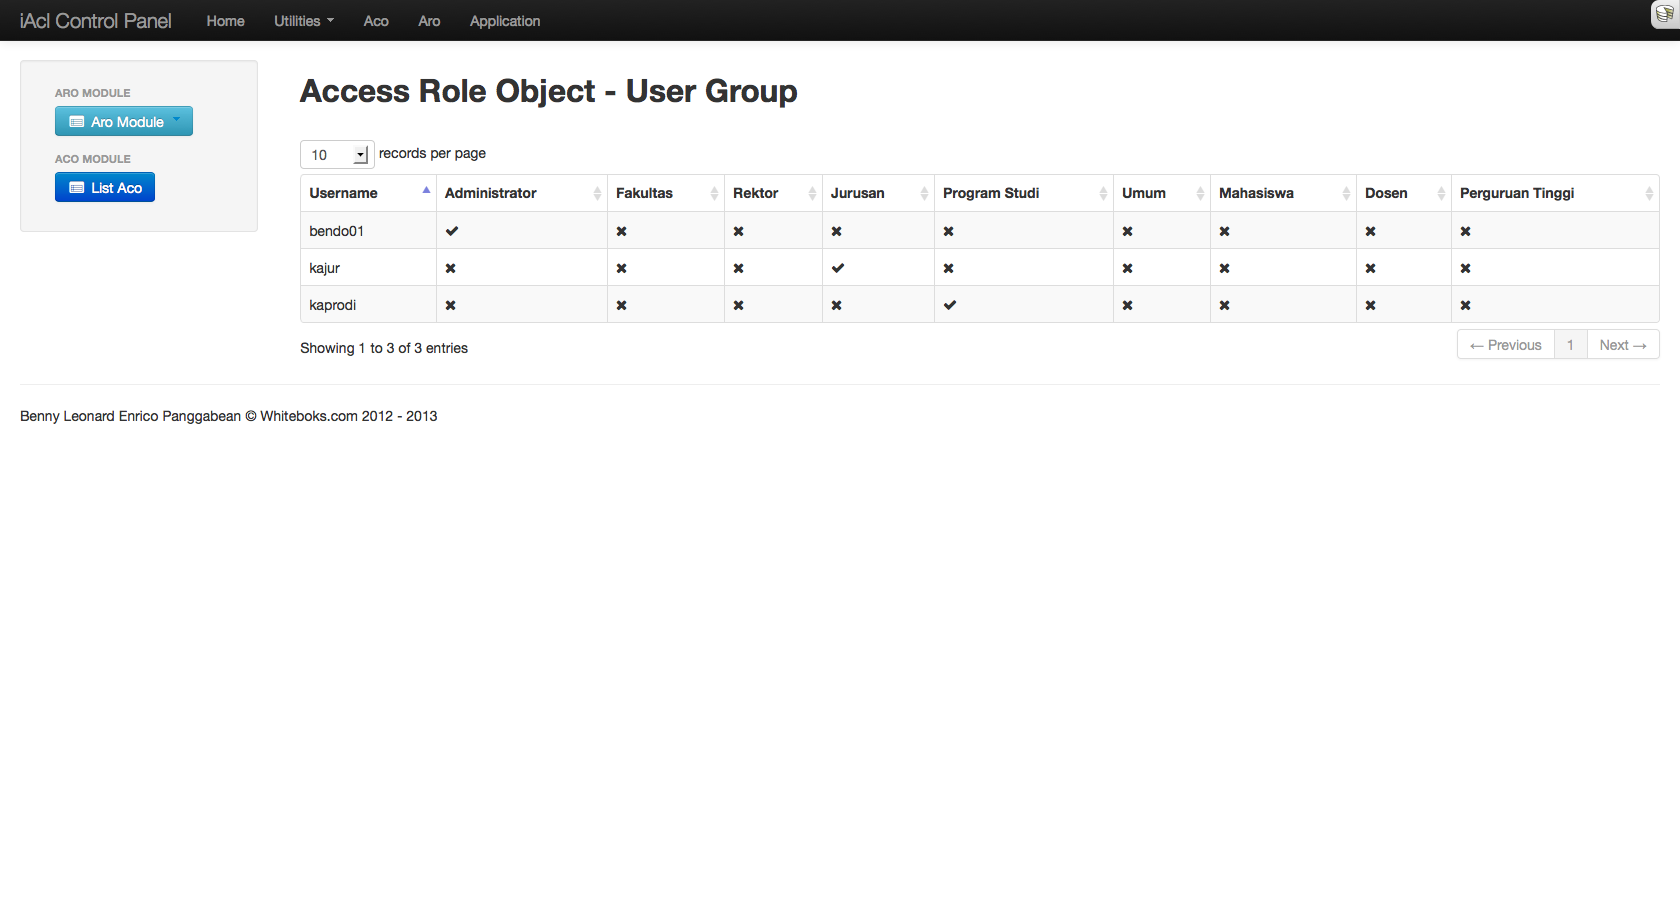 iAcl Control Panel Home Utilities Aco Aro Application
ARO MODULE
Aro Module
ACO MODULE
List Aco
Access Role Object - User Group
10 records per page
Username Administrator Fakultas Rektor Jurusan Program Studi Umum Mahasiswa Dosen Perguruan Tinggi
bendo01 ✔ ✖ ✖ ✖ ✖ ✖ ✖ ✖ ✖
kajur ✖ ✖ ✖ ✔ ✖ ✖ ✖ ✖ ✖
kaprodi ✖ ✖ ✖ ✖ ✔ ✖ ✖ ✖ ✖
Showing 1 to 3 of 3 entries
← Previous 1 Next →
Benny Leonard Enrico Panggabean © Whiteboks.com 2012 - 2013